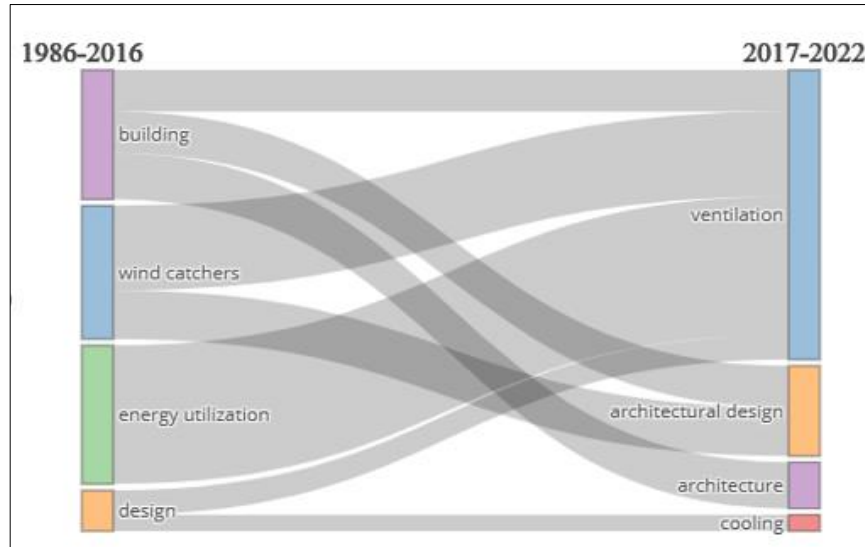 1986-2016
2017-2022
building
wind catchers
energy utilization
design
ventilation
architectural design
architecture
cooling